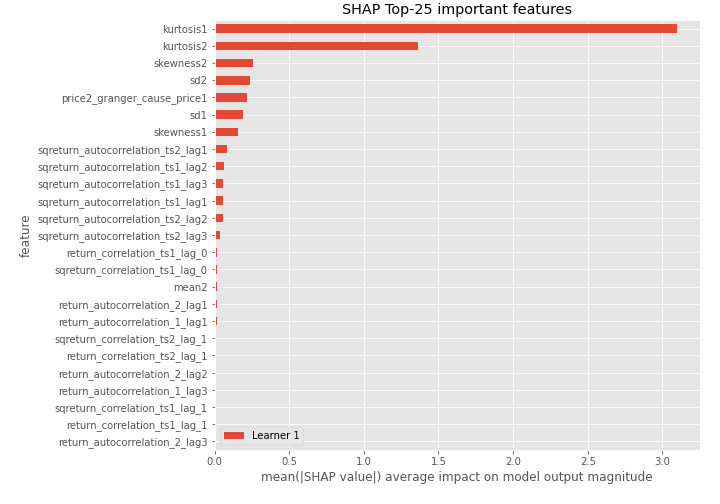 SHAP Top-25 important features
kurtosis1
kurtosis2
skewness2
sd2
price2_granger_cause_price1
sd1
skewness1
sqreturn_autocorrelation_ts2_lag1
sqreturn_autocorrelation_ts1_lag2
sqreturn_autocorrelation_ts1_lag3
sqreturn_autocorrelation_ts1_lag1
sqreturn_autocorrelation_ts2_lag2
sqreturn_autocorrelation_ts2_lag3
return_correlation_ts1_lag_0
sqreturn_correlation_ts1_lag_0
mean2
return_autocorrelation_2_lag1
return_autocorrelation_1_lag1
sqreturn_correlation_ts2_lag_1
return_correlation_ts2_lag_1
return_autocorrelation_2_lag2
return_autocorrelation_1_lag3
sqreturn_correlation_ts1_lag_1
return_correlation_ts1_lag_1
return_autocorrelation_2_lag3
feature
Learner 1
0.0 0.5 1.0 1.5 2.0 2.5 3.0
mean(|SHAP value|) average impact on model output magnitude